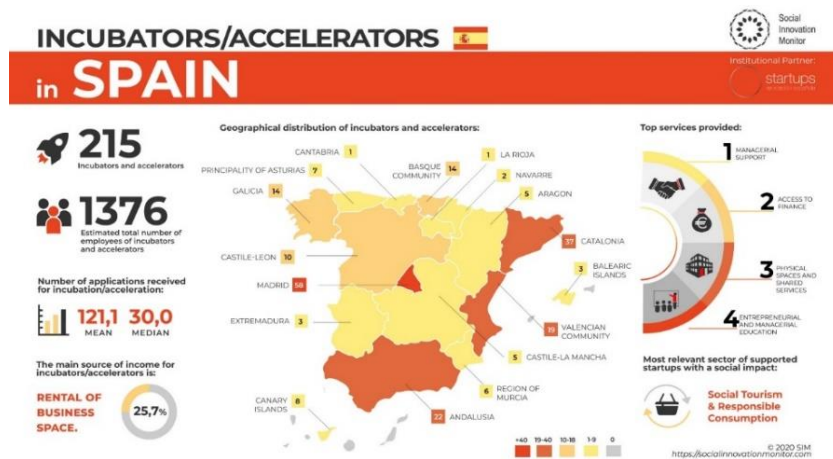 INCUBATORS/ACCELERATORS
in SPAIN
Social
Innovation
Monitor
Institutional Partner:
startups
215
Incubators and accelerators
1376
Estimated total number of
employees of incubators
and accelerators
Number of applications received
for incubation/acceleration:
121,1 30,0
MEAN MEDIAN
The main source of income for
incubators/accelerators is:
RENTAL OF
BUSINESS
SPACE.
25,7%
Geographical distribution of incubators and accelerators:
CANTABRIA 1
1 LA RIOJA
PRINCIPALITY OF ASTURIAS 7
BASQUE
COMMUNITY 14
2 NAVARRE
GALICIA 14
5 ARAGON
CASTILE-LEON 10
37 CATALONIA
MADRID 58
3 BALEARIC
ISLANDS
EXTREMADURA 3
19 VALENCIAN
COMMUNITY
5 CASTILE-LA MANCHA
6 REGION OF
MURCIA
CANARY
ISLANDS 8
22 ANDALUSIA
+40 19-40 10-18 1-9 0
Top services provided:
1 MANAGERIAL
SUPPORT
2 ACCESS TO
FINANCE
3 PHYSICAL
SPACES AND
SHARED
SERVICES
4 ENTREPRENEURIAL
AND MANAGERIAL
EDUCATION
Most relevant sector of supported
startups with a social impact:
Social Tourism
& Responsible
Consumption
© 2020 SIM
https://socialinnovationmonitor.com